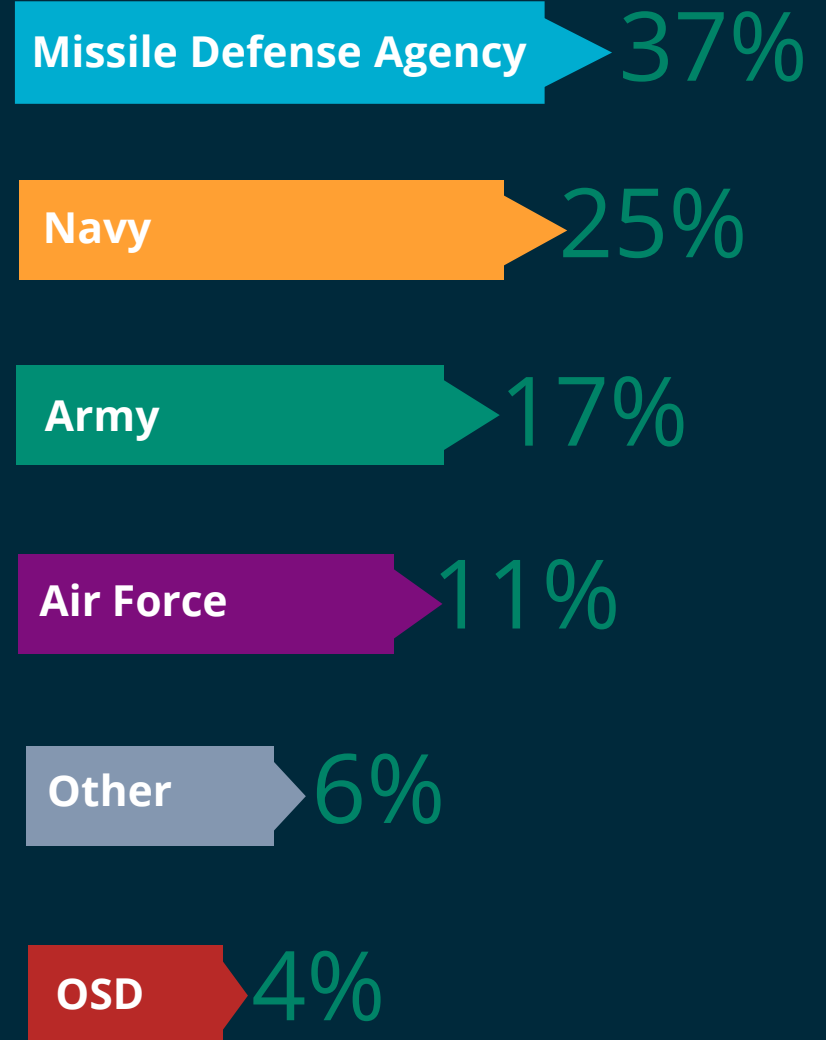 Missile Defense Agency 37%
Navy 25%
Army 17%
Air Force 11%
Other 6%
OSD 4%